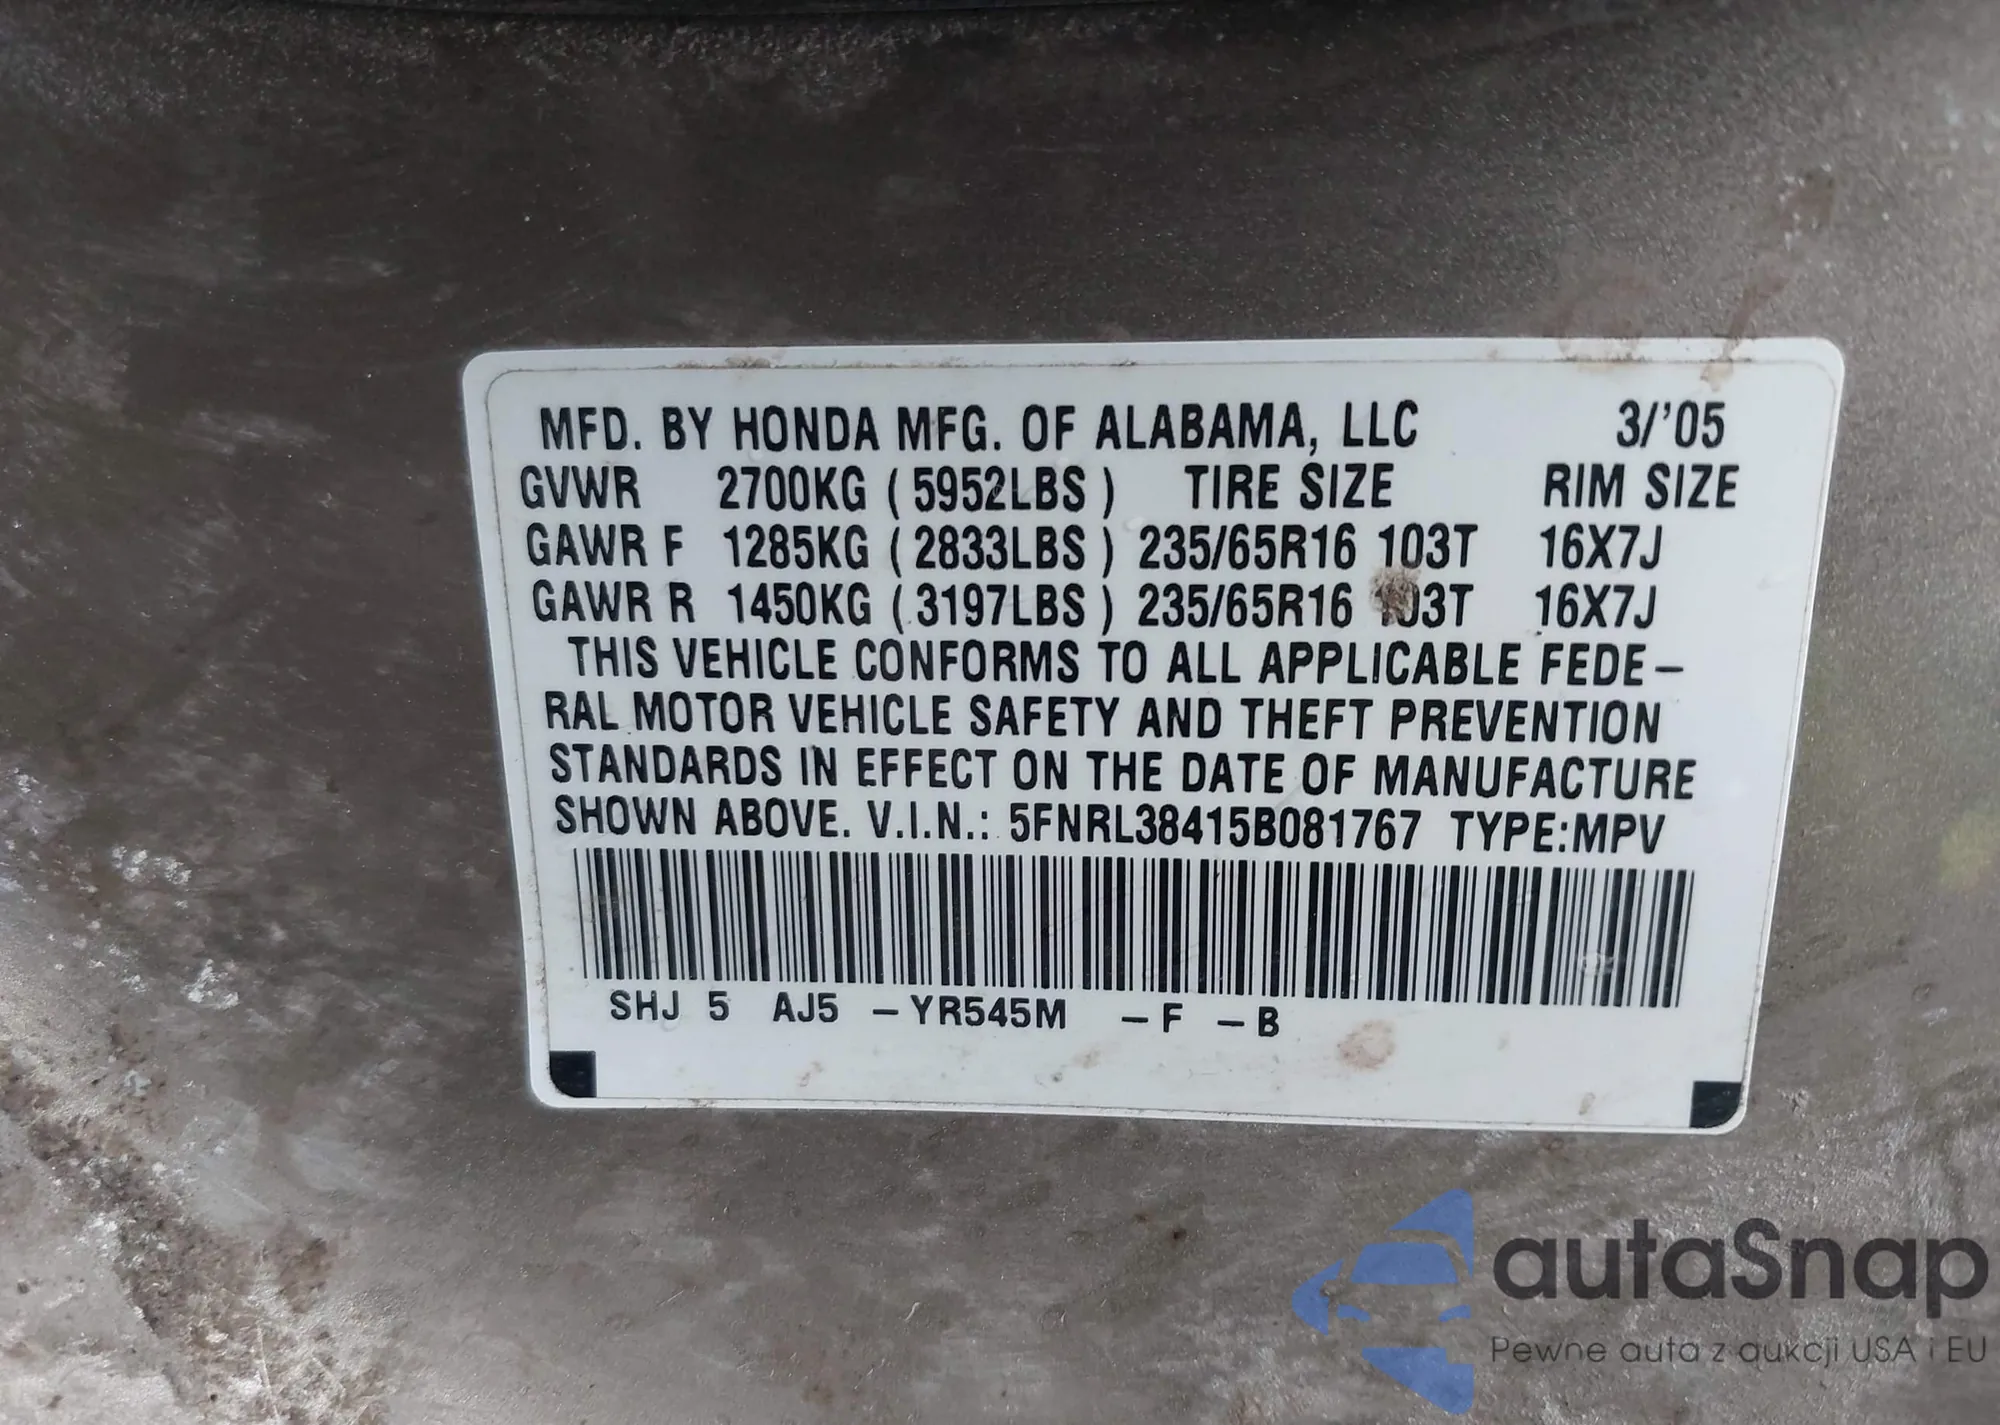 MFD. BY HONDA MFG. OF ALABAMA, LLC 3/'05
GVWR 2700KG (5952LBS) TIRE SIZE RIM SIZE
GAWR F 1285KG (2833LBS) 235/65R16 103T 16X7J
GAWR R 1450KG (3197LBS) 235/65R16 103T 16X7J
THIS VEHICLE CONFORMS TO ALL APPLICABLE FEDE-
RAL MOTOR VEHICLE SAFETY AND THEFT PREVENTION
STANDARDS IN EFFECT ON THE DATE OF MANUFACTURE
SHOWN ABOVE. V.I.N.: 5FNRL38415B081767 TYPE:MPV
SHJ 5 AJ5 -YR545M -F -B
autaSnap
Pewne auta z aukcji USA i EU